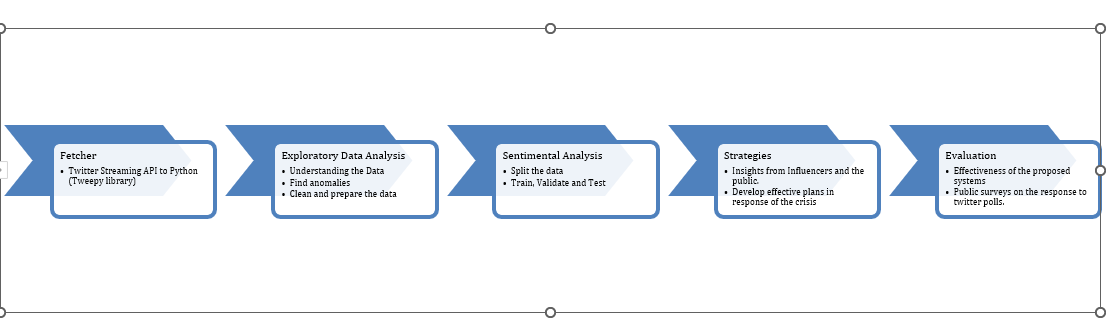 Fetcher
• Twitter Streaming API to Python
(Tweepy library)
Exploratory Data Analysis
• Understanding the Data
• Find anomalies
• Clean and prepare the data
Sentimental Analysis
• Split the data
• Train, Validate and Test
Strategies
• Insights from Influencers and the
public.
• Develop effective plans in
response of the crisis
Evaluation
• Effectiveness of the proposed
systems
• Public surveys on the response to
twitter polls.